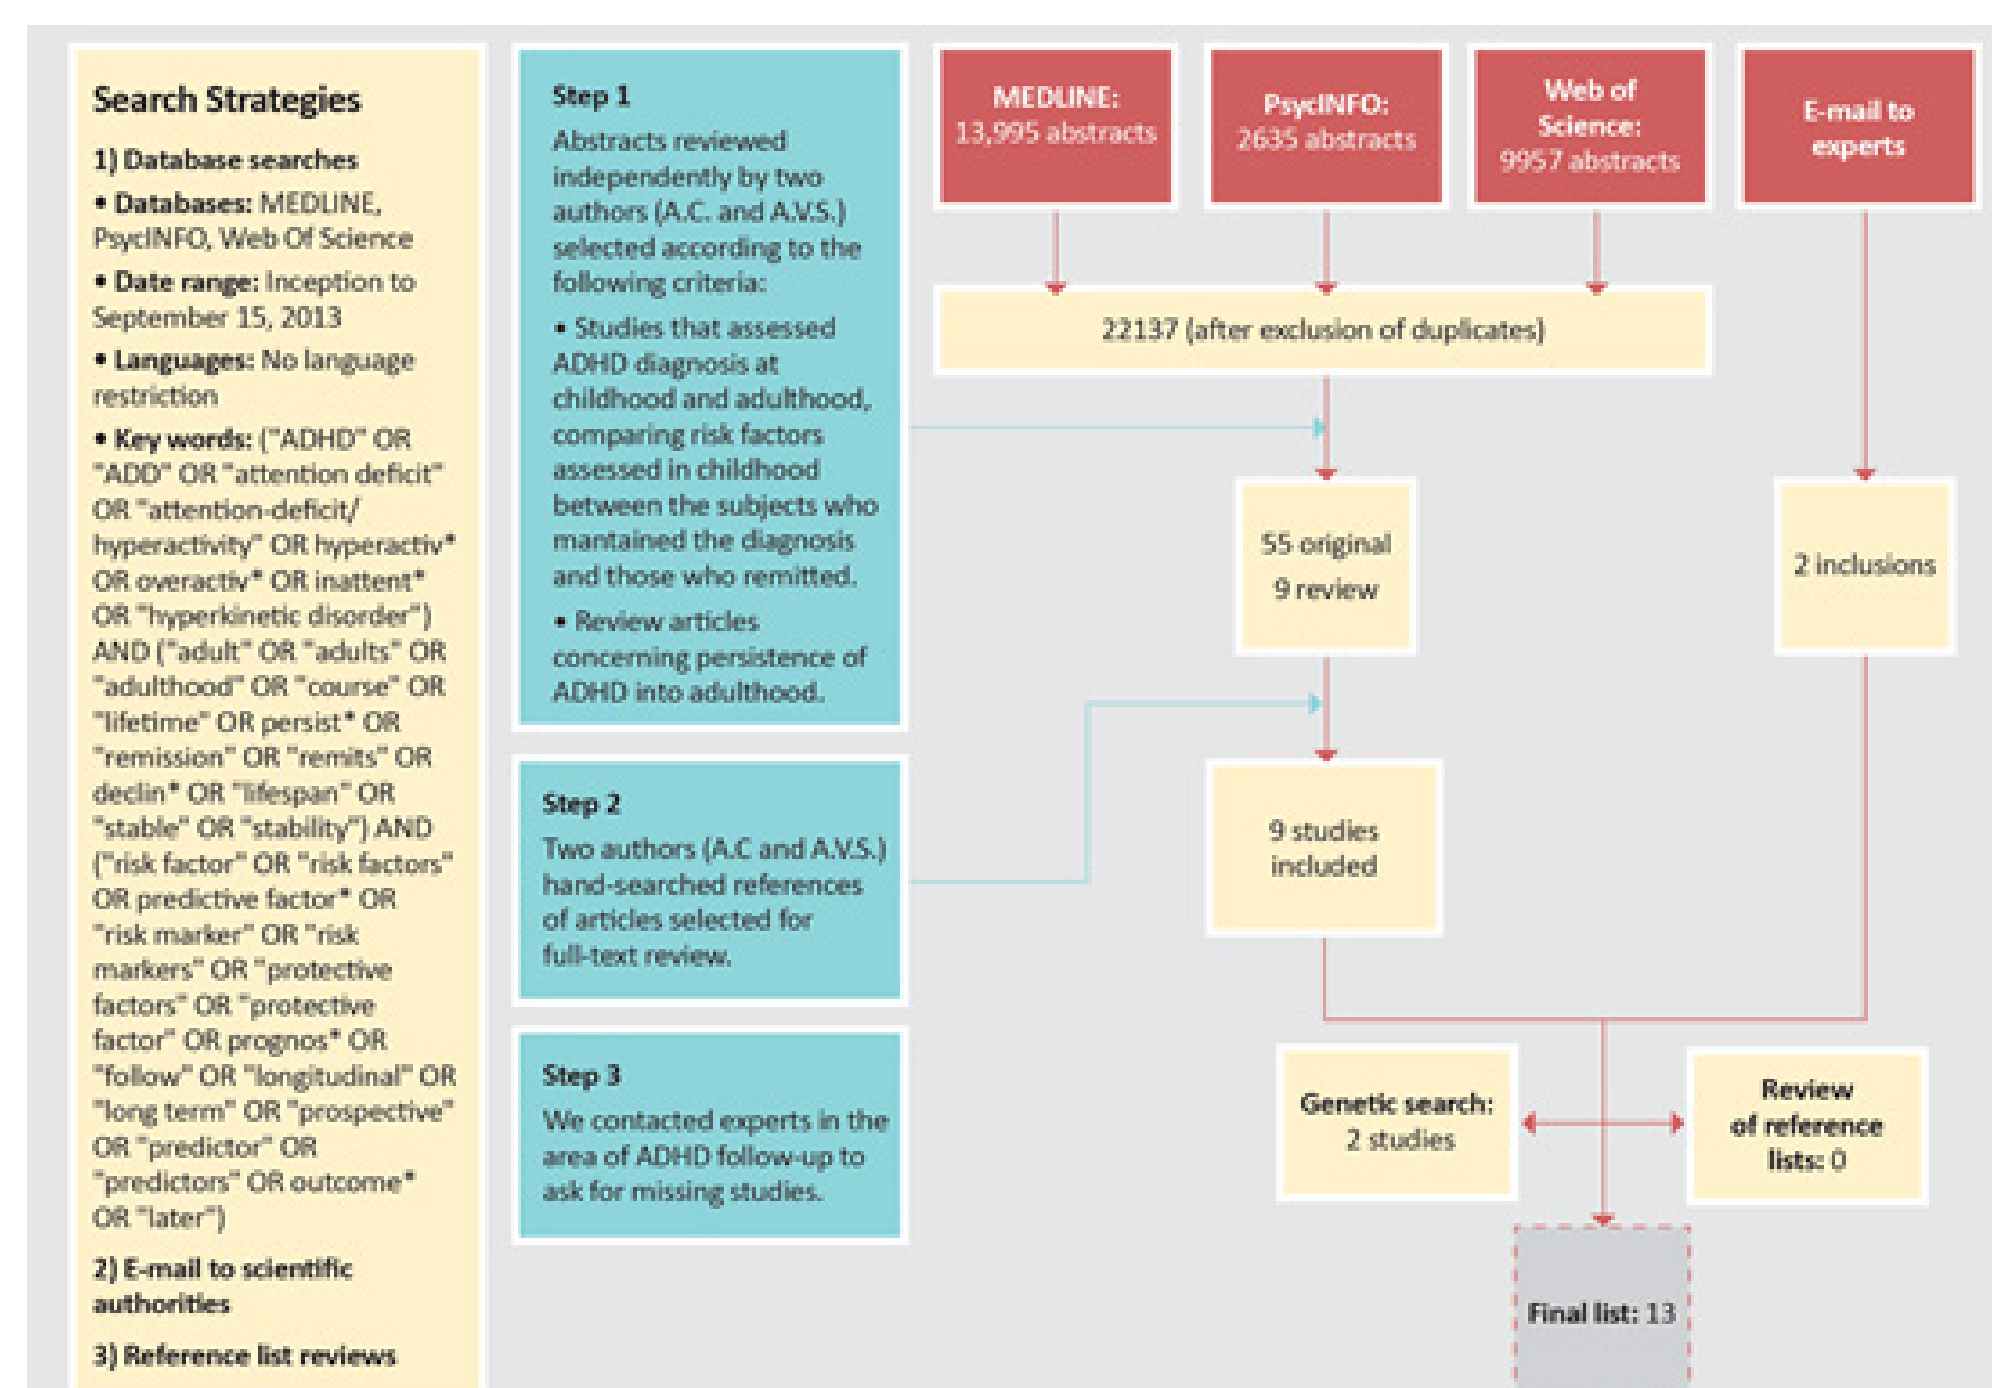 Search Strategies
1) Database searches
• Databases: MEDLINE,
PsycINFO, Web Of Science
• Date range: Inception to
September 15, 2013
• Languages: No language
restriction
• Key words: ("ADHD" OR
"ADD" OR "attention deficit"
OR "attention-deficit/
hyperactivity" OR hyperactiv*
OR overactiv* OR inattent*
OR "hyperkinetic disorder")
AND ("adult" OR "adults" OR
"adulthood" OR "course" OR
"lifetime" OR persist* OR
"remission" OR "remits" OR
declin* OR "lifespan" OR
"stable" OR "stability") AND
("risk factor" OR "risk factors"
OR predictive factor* OR
"risk marker" OR "risk
markers" OR "protective
factors" OR "protective
factor" OR prognos* OR
"follow" OR "longitudinal" OR
"long term" OR "prospective"
OR "predictor" OR
"predictors" OR outcome*
OR "later")
2) E-mail to scientific
authorities
3) Reference list reviews
Step 1
Abstracts reviewed
independently by two
authors (A.C. and A.V.S.)
selected according to the
following criteria:
• Studies that assessed
ADHD diagnosis at
childhood and adulthood,
comparing risk factors
assessed in childhood
between the subjects who
mantained the diagnosis
and those who remitted.
• Review articles
concerning persistence of
ADHD into adulthood.
Step 2
Two authors (A.C and A.V.S.)
hand-searched references
of articles selected for
full-text review.
Step 3
We contacted experts in the
area of ADHD follow-up to
ask for missing studies.
MEDLINE:
13,995 abstracts
PsycINFO:
2635 abstracts
Web of
Science:
9957 abstracts
E-mail to
experts
22137 (after exclusion of duplicates)
55 original
9 review
2 inclusions
9 studies
included
Genetic search:
2 studies
Review
of reference
lists: 0
Final list: 13